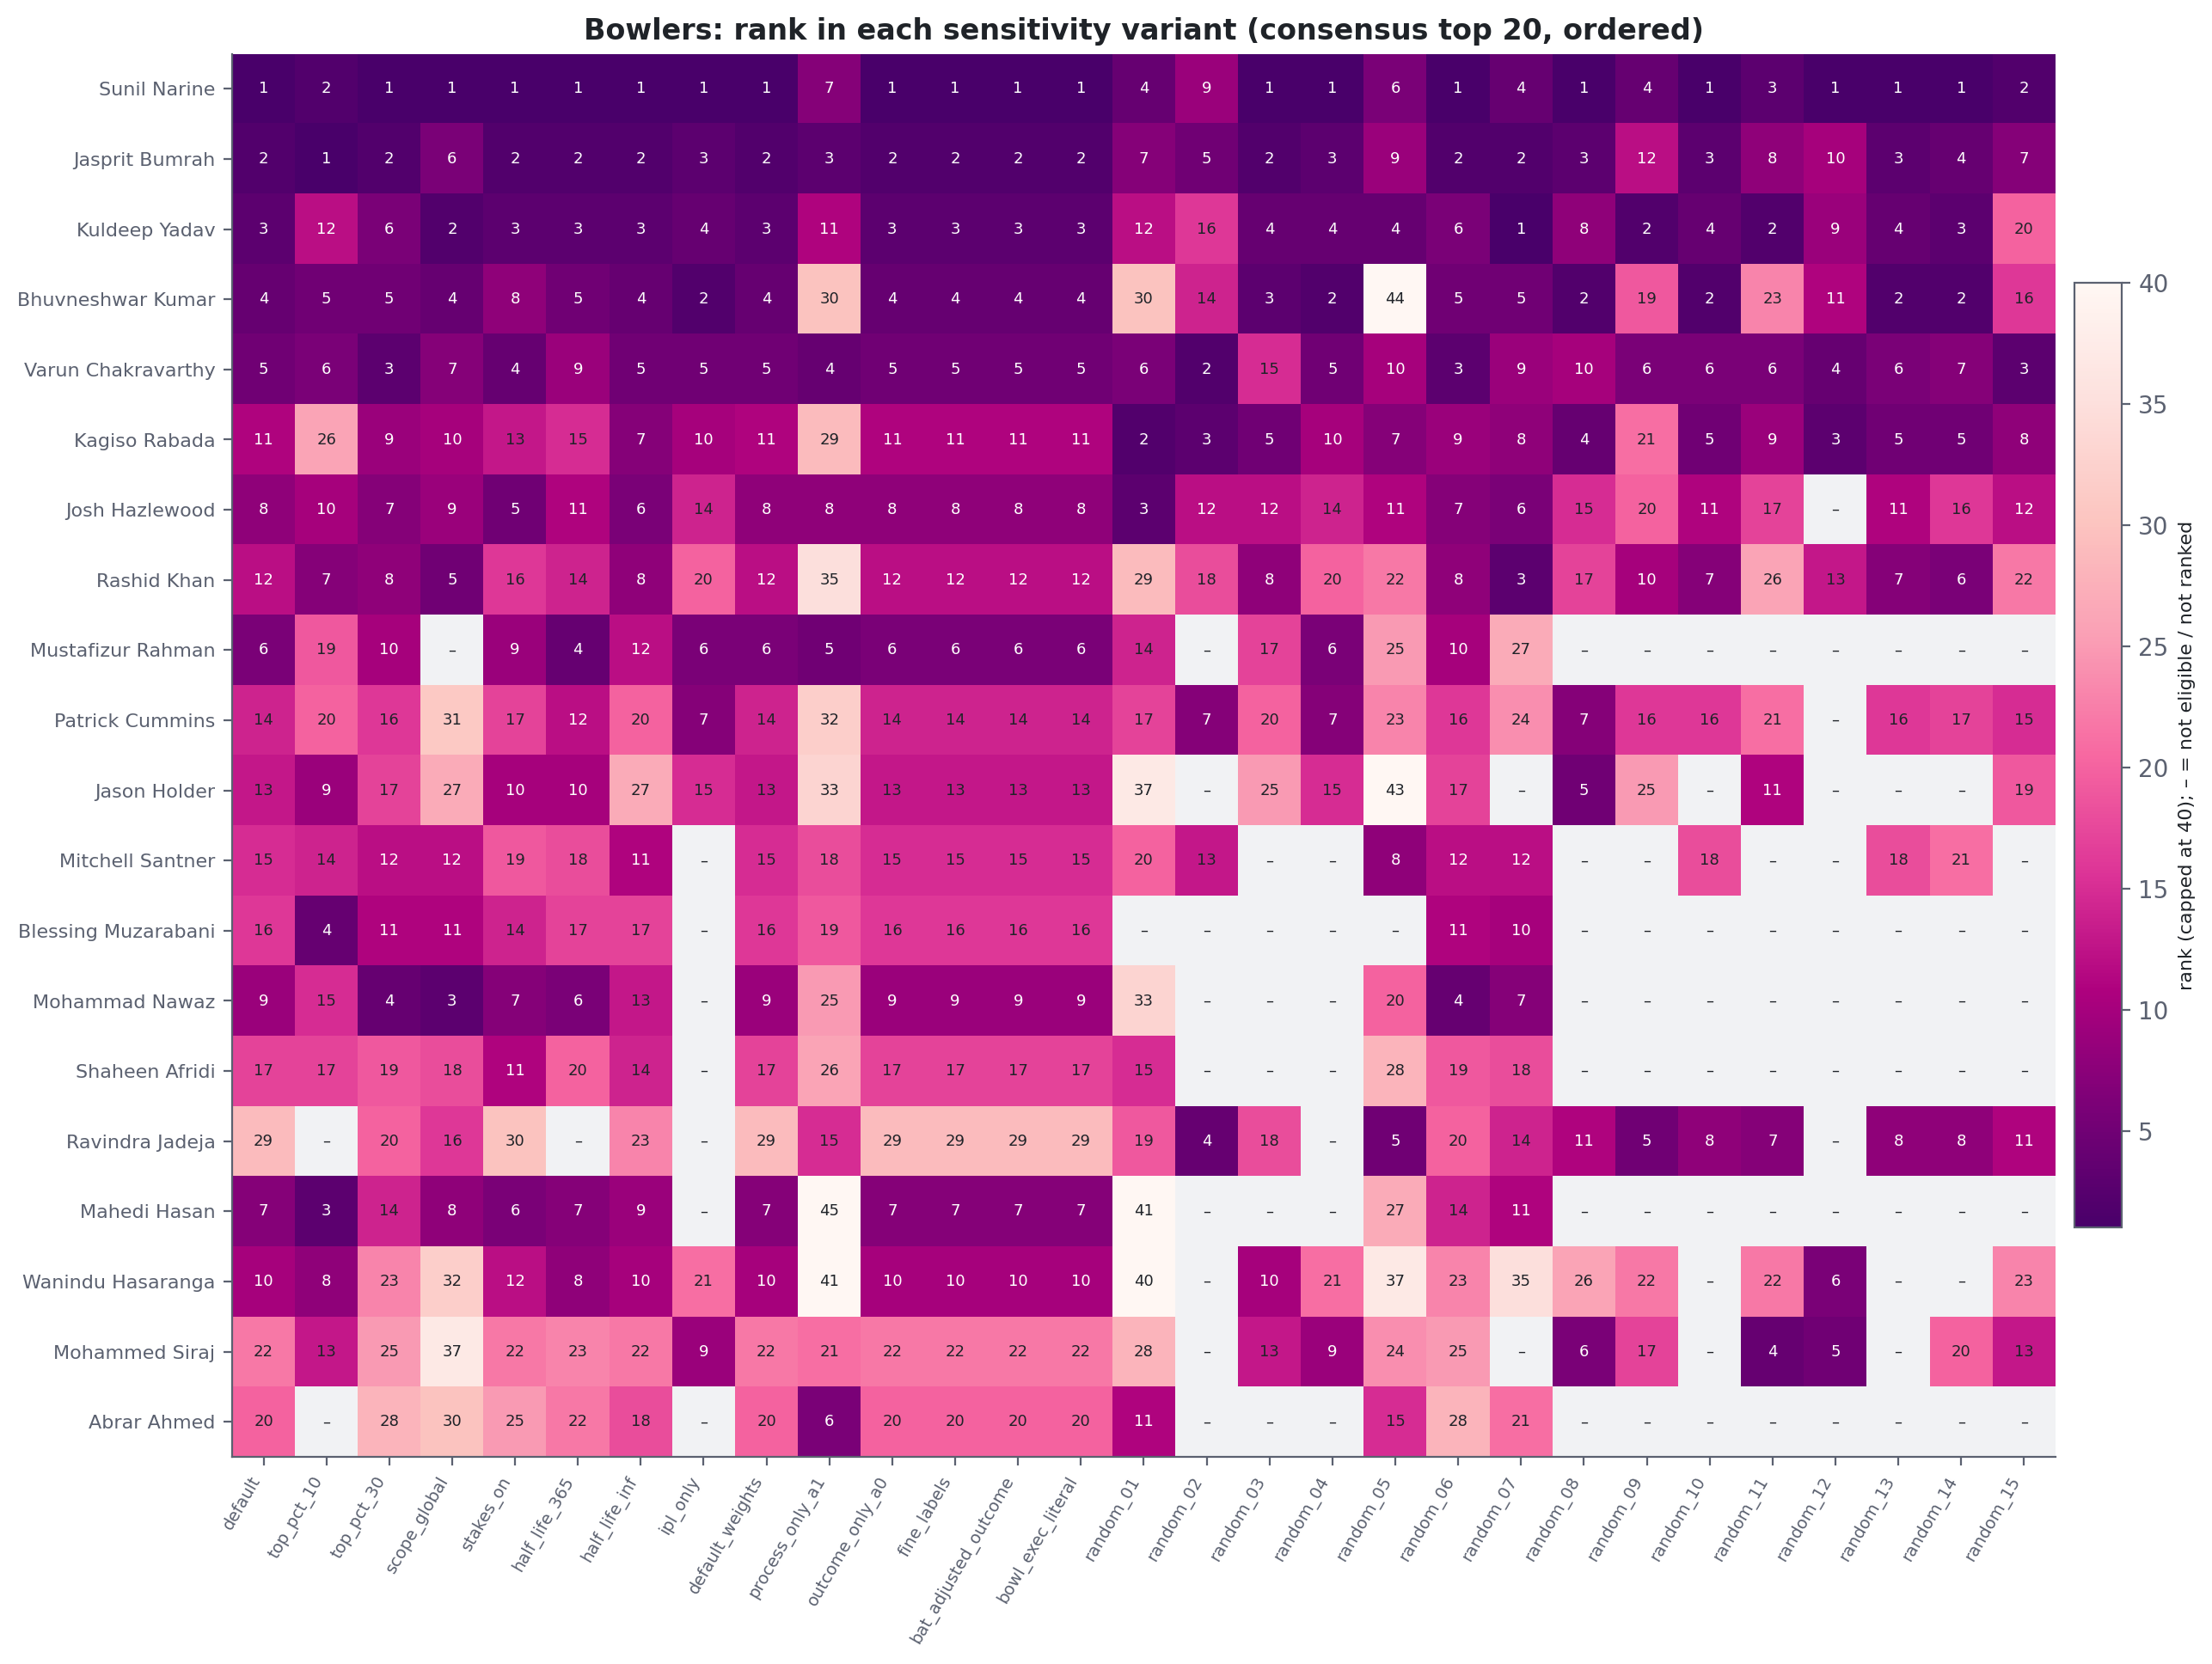 Bowlers: rank in each sensitivity variant (consensus top 20, ordered)
Sunil Narine 1 2 1 1 1 1 1 1 1 7 1 1 1 1 4 9 1 1 6 1 4 1 4 1 3 1 1 1 2
Jasprit Bumrah 2 1 2 6 2 2 2 3 2 3 2 2 2 2 7 5 2 3 9 2 2 3 12 3 8 10 3 4 7
Kuldeep Yadav 3 12 6 2 3 3 3 4 3 11 3 3 3 3 12 16 4 4 4 6 1 8 2 4 2 9 4 3 20
Bhuvneshwar Kumar 4 5 5 4 8 5 4 2 4 30 4 4 4 4 30 14 3 2 44 5 5 2 19 2 23 11 2 2 16
Varun Chakravarthy 5 6 3 7 4 9 5 5 5 4 5 5 5 5 6 2 15 5 10 3 9 10 6 6 6 4 6 7 3
Kagiso Rabada 11 26 9 10 13 15 7 10 11 29 11 11 11 11 2 3 5 10 7 9 8 4 21 5 9 3 5 5 8
Josh Hazlewood 8 10 7 9 5 11 6 14 8 8 8 8 8 8 3 12 12 14 11 7 6 15 20 11 17 – 11 16 12
Rashid Khan 12 7 8 5 16 14 8 20 12 35 12 12 12 12 29 18 8 20 22 8 3 17 10 7 26 13 7 6 22
Mustafizur Rahman 6 19 10 – 9 4 12 6 6 5 6 6 6 6 14 – 17 6 25 10 27 – – – – – – – –
Patrick Cummins 14 20 16 31 17 12 20 7 14 32 14 14 14 14 17 7 20 7 23 16 24 7 16 16 21 – 16 17 15
Jason Holder 13 9 17 27 10 10 27 15 13 33 13 13 13 13 37 – 25 15 43 17 – 5 25 – 11 – – – 19
Mitchell Santner 15 14 12 12 19 18 11 – 15 18 15 15 15 15 20 13 – – 8 12 12 – – 18 – – 18 21 –
Blessing Muzarabani 16 4 11 11 14 17 17 – 16 19 16 16 16 16 – – – – – 11 10 – – – – – – – –
Mohammad Nawaz 9 15 4 3 7 6 13 – 9 25 9 9 9 9 33 – – – 20 4 7 – – – – – – – –
Shaheen Afridi 17 17 19 18 11 20 14 – 17 26 17 17 17 17 15 – – – 28 19 18 – – – – – – – –
Ravindra Jadeja 29 – 20 16 30 – 23 – 29 15 29 29 29 29 19 4 18 – 5 20 14 11 5 8 7 – 8 8 11
Mahedi Hasan 7 3 14 8 6 7 9 – 7 45 7 7 7 7 41 – – – 27 14 11 – – – – – – – –
Wanindu Hasaranga 10 8 23 32 12 8 10 21 10 41 10 10 10 10 40 – 10 21 37 23 35 26 22 – 22 6 – – 23
Mohammed Siraj 22 13 25 37 22 23 22 9 22 21 22 22 22 22 28 – 13 9 24 25 – 6 17 – 4 5 – 20 13
Abrar Ahmed 20 – 28 30 25 22 18 – 20 6 20 20 20 20 11 – – – 15 28 21 – – – – – – – –
default
top_pct_10
top_pct_30
scope_global
stakes_on
half_life_365
half_life_inf
ipl_only
default_weights
process_only_a1
outcome_only_a0
fine_labels
bat_adjusted_outcome
bowl_exec_literal
random_01
random_02
random_03
random_04
random_05
random_06
random_07
random_08
random_09
random_10
random_11
random_12
random_13
random_14
random_15
40
35
30
25
20
15
10
5
rank (capped at 40); – = not eligible / not ranked